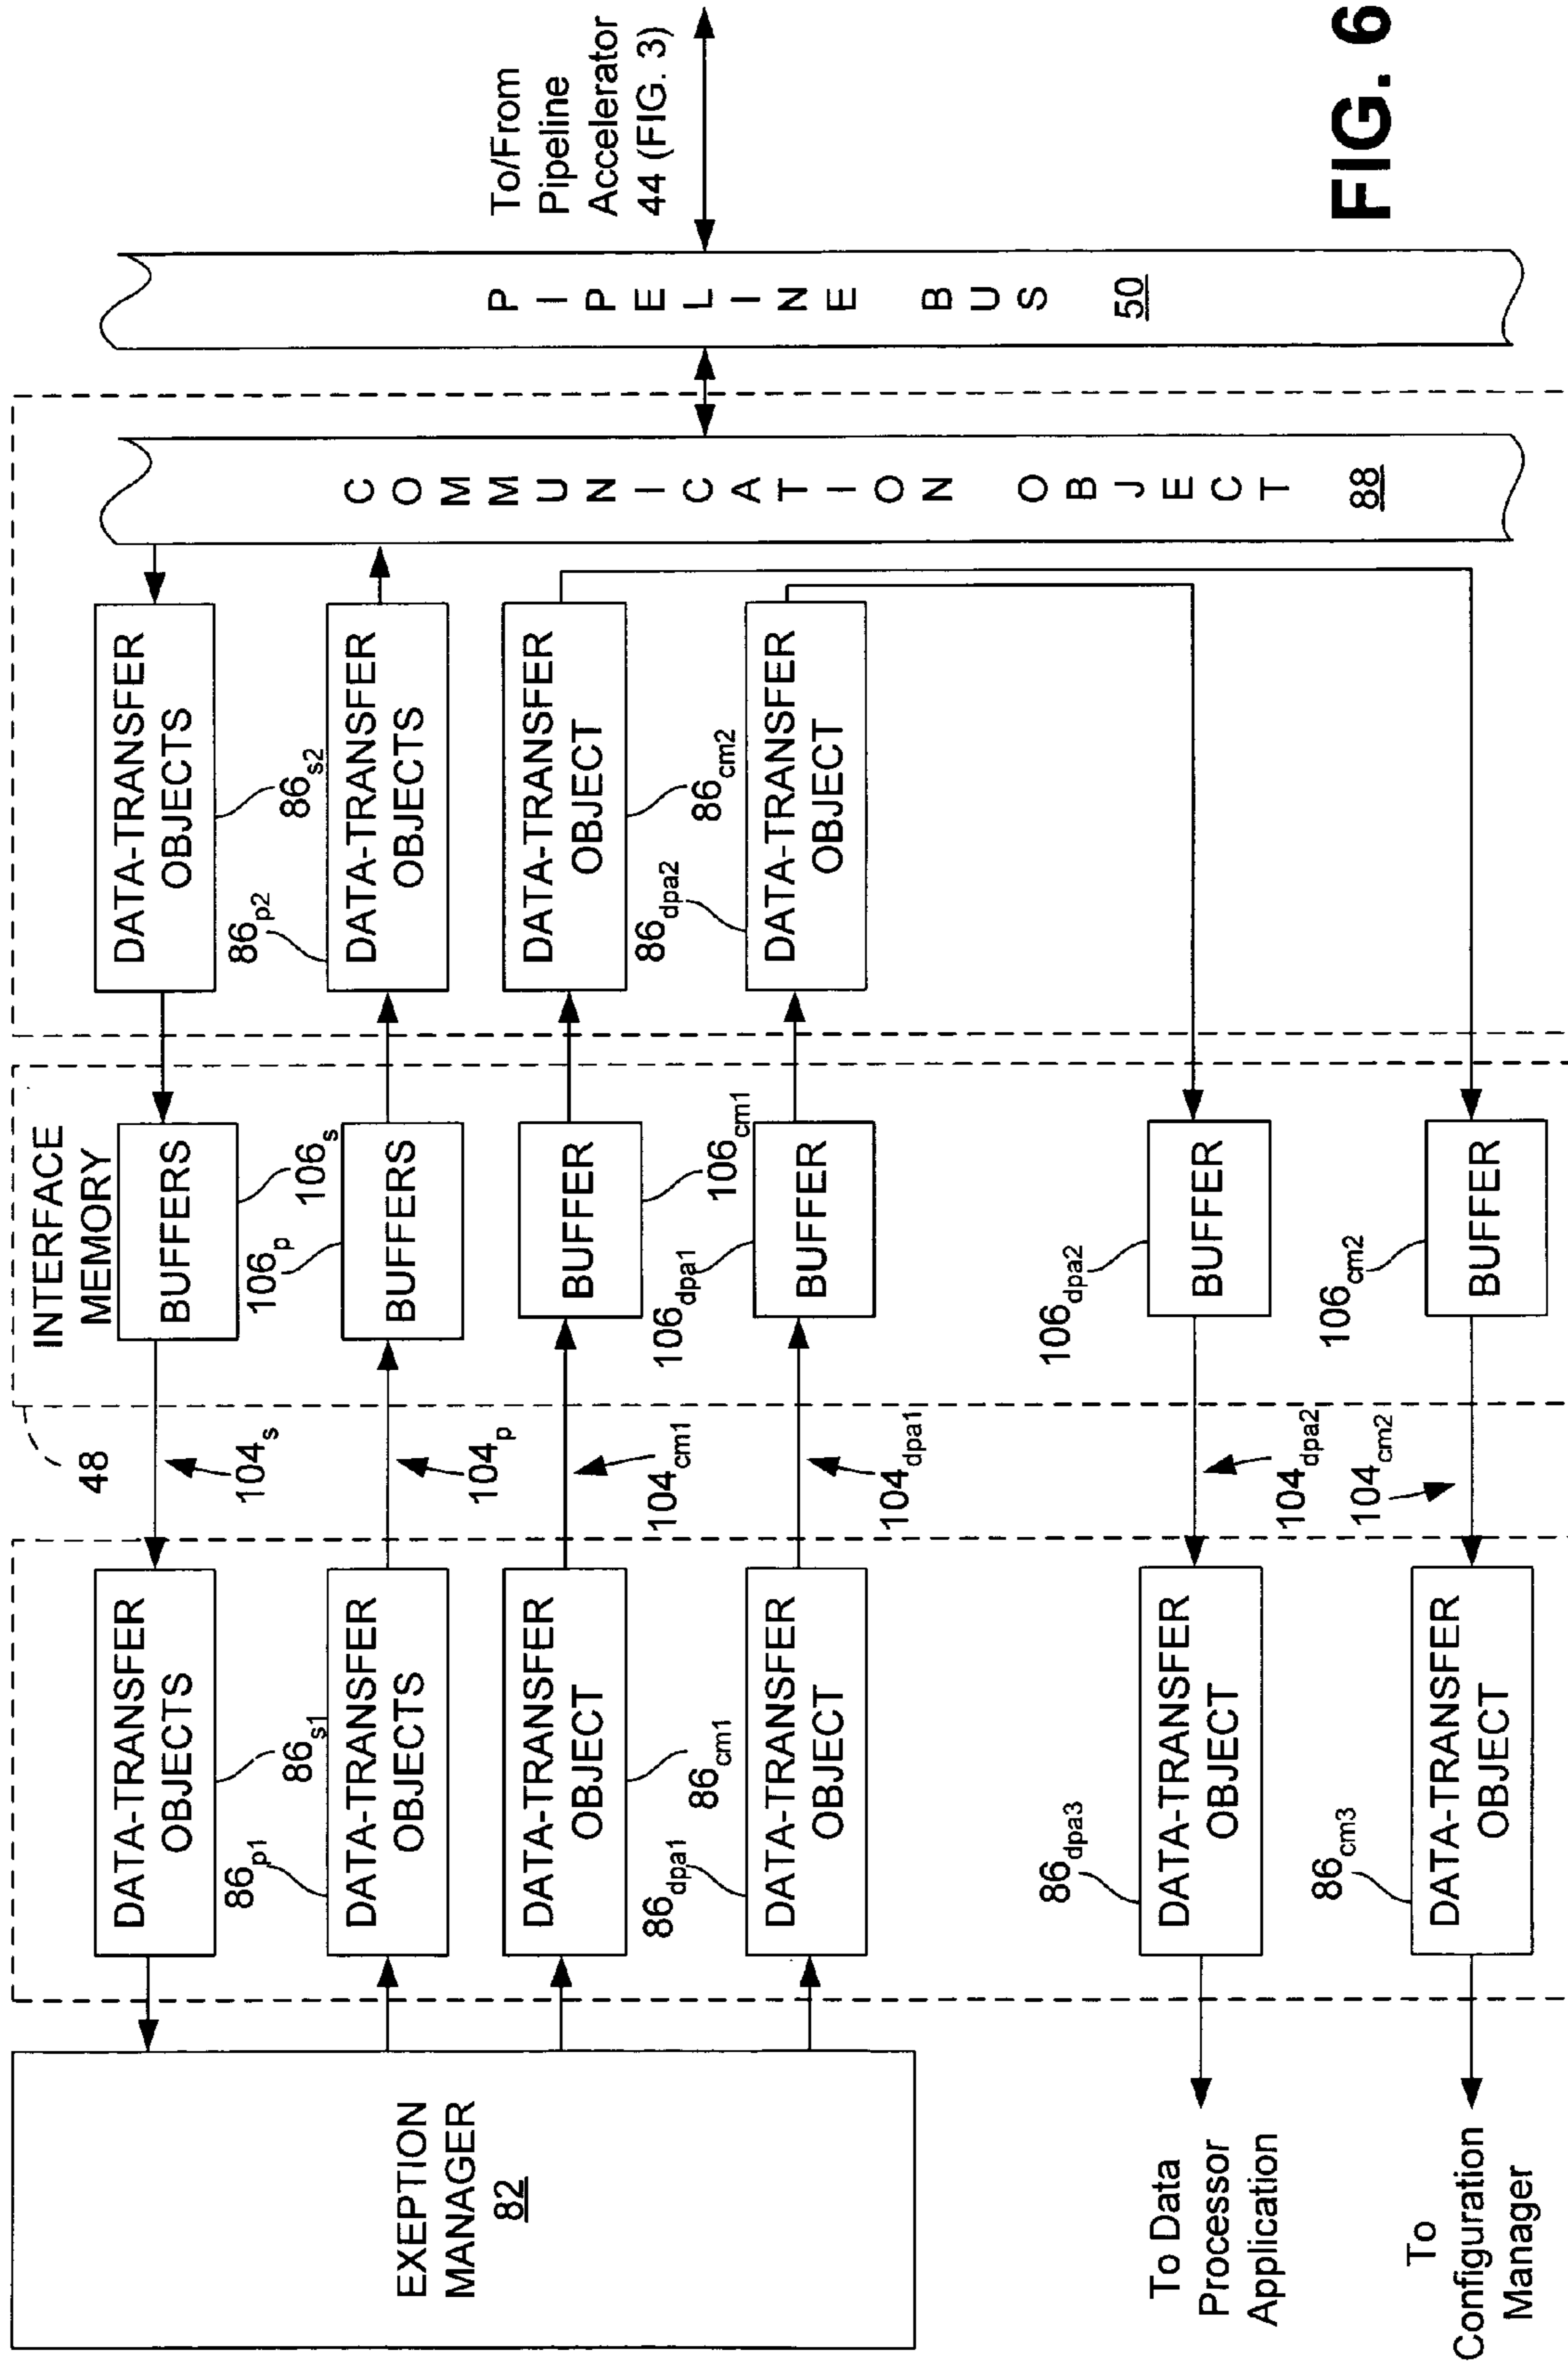 EXEPTION
MANAGER
82
DATA-TRANSFER
OBJECTS
86s1
86p1
DATA-TRANSFER
OBJECTS
DATA-TRANSFER
OBJECT
86cm1
86dpa1
DATA-TRANSFER
OBJECT
48
104s
104p
104cm1
104dpa1
INTERFACE
MEMORY
BUFFERS
106s
106p
BUFFERS
BUFFER
106cm1
106dpa1
BUFFER
DATA-TRANSFER
OBJECTS
86s2
86p2
DATA-TRANSFER
OBJECTS
DATA-TRANSFER
OBJECT
86cm2
86dpa2
DATA-TRANSFER
OBJECT
COMMUNICATION OBJECT
88
PIPELINE BUS
50
To/From
Pipeline
Accelerator
44 (FIG. 3)
To Data
Processor
Application
86dpa3
DATA-TRANSFER
OBJECT
104dpa2
106dpa2
BUFFER
To
Configuration
Manager
86cm3
DATA-TRANSFER
OBJECT
104cm2
106cm2
BUFFER
FIG. 6